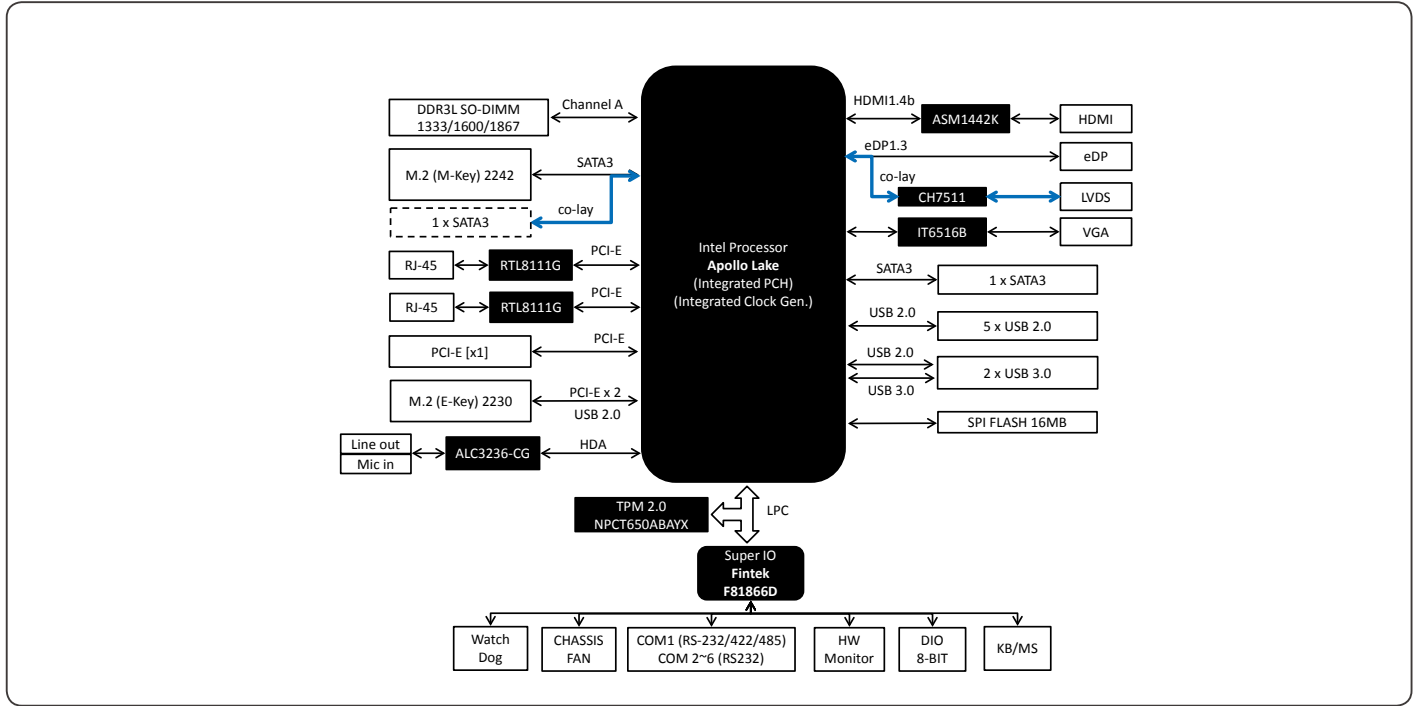 DDR3L SO-DIMM
1333/1600/1867
Channel A
M.2 (M-Key) 2242
SATA3
1 x SATA3
co-lay
RJ-45
RTL8111G
PCI-E
RJ-45
RTL8111G
PCI-E
PCI-E [x1]
PCI-E
M.2 (E-Key) 2230
PCI-E x 2
USB 2.0
Line out
Mic in
ALC3236-CG
HDA
Intel Processor
Apollo Lake
(Integrated PCH)
(Integrated Clock Gen.)
HDMI1.4b
ASM1442K
HDMI
eDP1.3
eDP
co-lay
CH7511
LVDS
IT6516B
VGA
SATA3
1 x SATA3
USB 2.0
5 x USB 2.0
USB 2.0
2 x USB 3.0
USB 3.0
SPI FLASH 16MB
TPM 2.0
NPCT650ABAYX
LPC
Super IO
Fintek
F81866D
Watch
Dog
CHASSIS
FAN
COM1 (RS-232/422/485)
COM 2~6 (RS232)
HW
Monitor
DIO
8-BIT
KB/MS